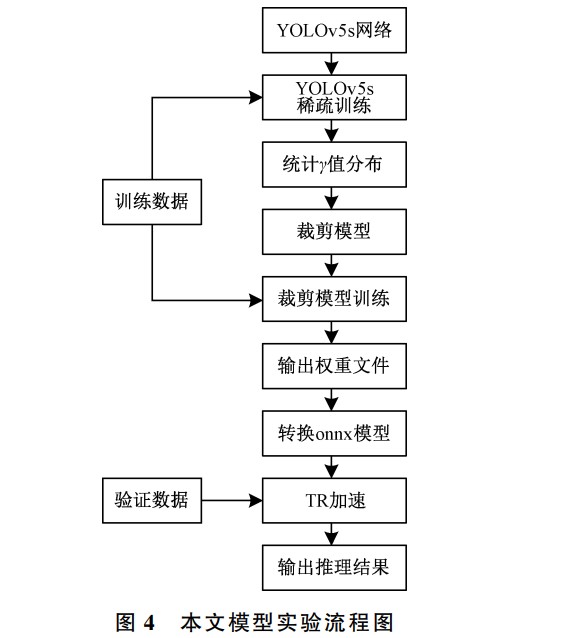 YOLOv5s网络
YOLOv5s
稀疏训练
统计γ值分布
训练数据
裁剪模型
裁剪模型训练
输出权重文件
转换onnx模型
验证数据
TR加速
输出推理结果
图 4 本文模型实验流程图